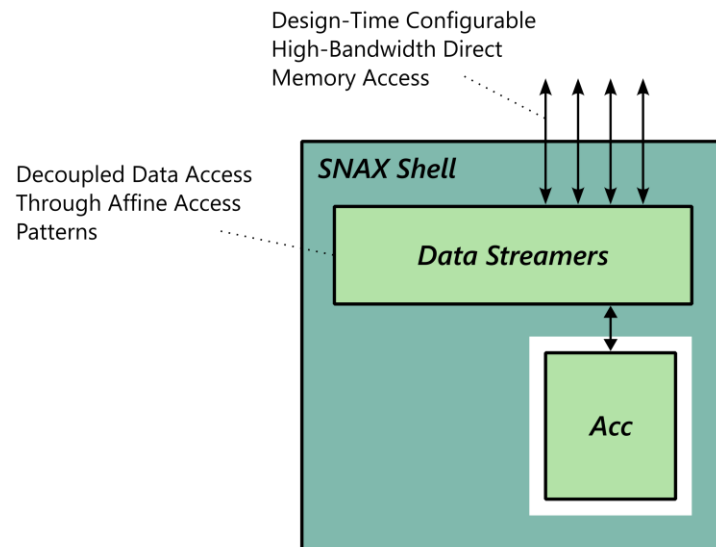 Design-Time Configurable
High-Bandwidth Direct
Memory Access
SNAX Shell
Decoupled Data Access
Through Affine Access
Patterns
Data Streamers
Acc